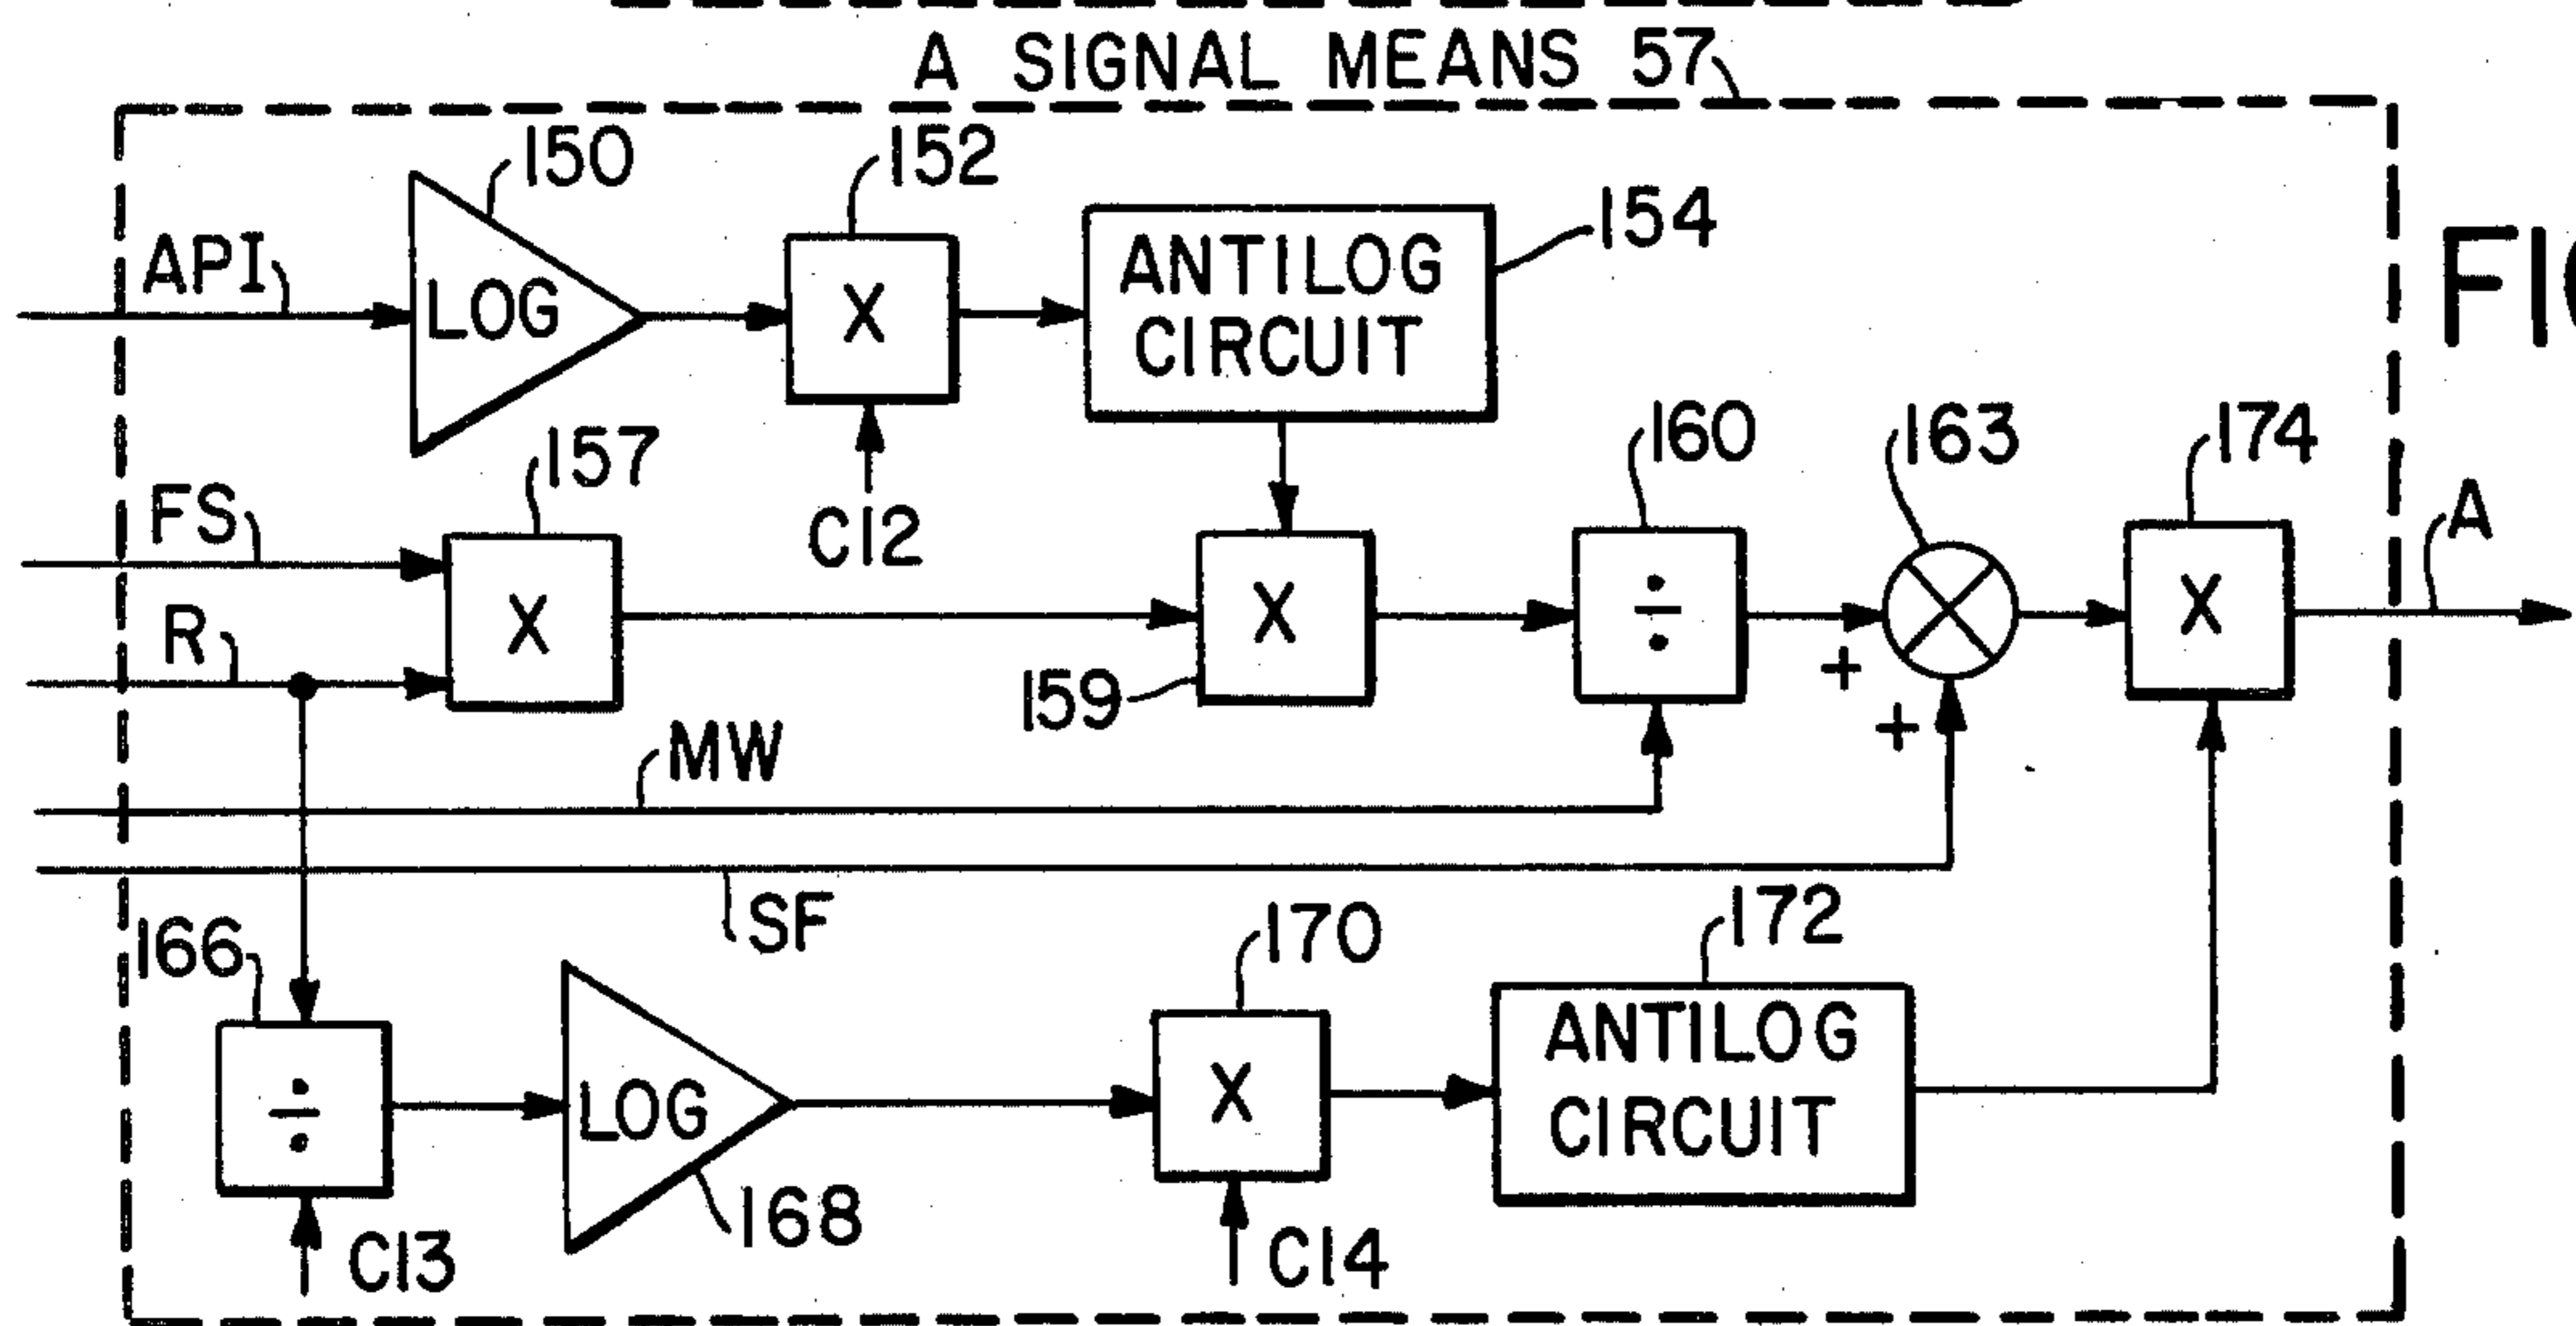 A SIGNAL MEANS 57
150
152
154
API
LOG
X
ANTILOG
CIRCUIT
FIG
C12
157
160
163
174
FS
R
X
X
÷
+
+
X
A
159
MW
SF
166
÷
C13
LOG
168
170
X
C14
172
ANTILOG
CIRCUIT